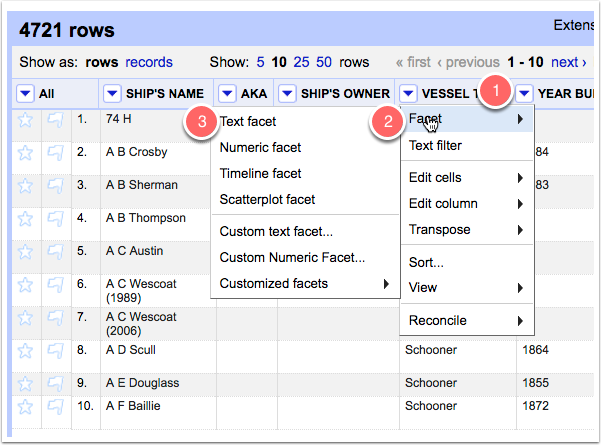 4721 rows
Exten
Show as: rows records
Show: 5 10 25 50 rows
« first ‹ previous 1 - 10 next ›
All SHIP'S NAME AKA SHIP'S OWNER VESSEL T YEAR BU
1
2
3
Facet
Text filter
Edit cells
Edit column
Transpose
Sort...
View
Reconcile
Text facet
Numeric facet
Timeline facet
Scatterplot facet
Custom text facet...
Custom Numeric Facet...
Customized facets
1. 74 H
2. A B Crosby 84
3. A B Sherman 83
4. A B Thompson
5. A C Austin
6. A C Wescoat
(1989)
7. A C Wescoat
(2006)
8. A D Scull Schooner 1864
9. A E Douglass Schooner 1855
10. A F Baillie Schooner 1872